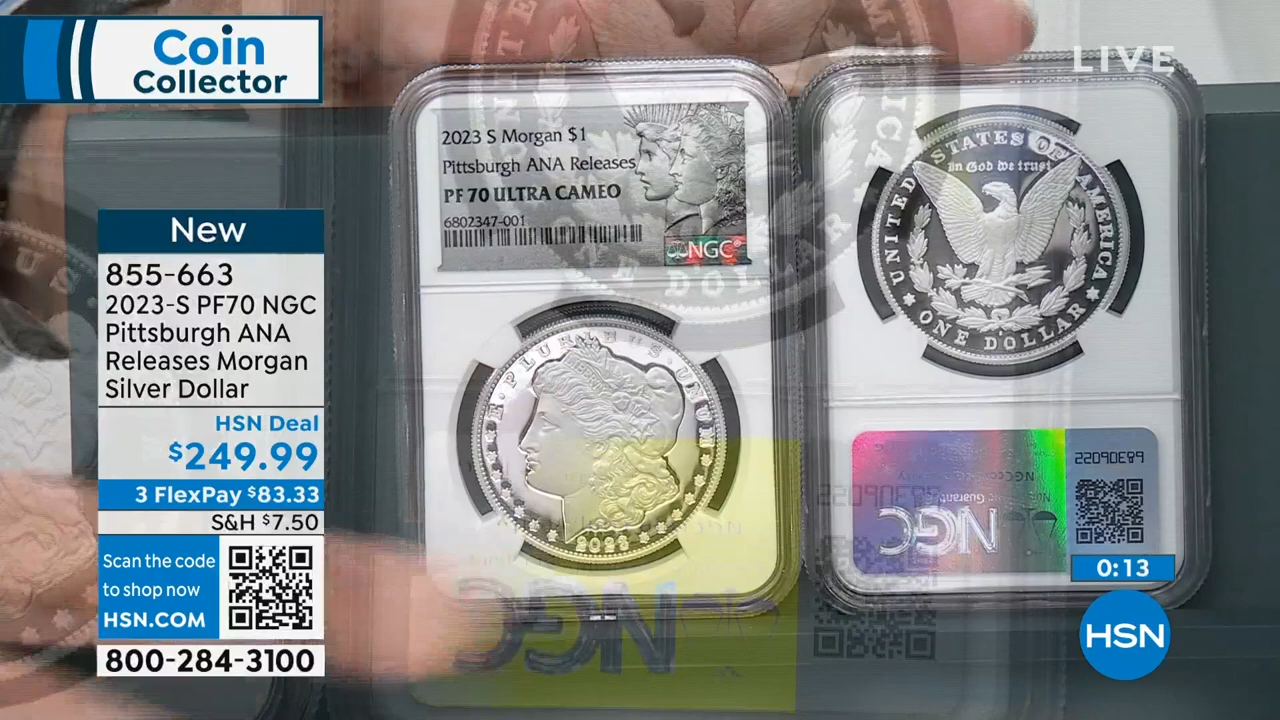 Coin
Collector
LIVE
New
855-663
2023-S PF70 NGC
Pittsburgh ANA
Releases Morgan
Silver Dollar
HSN Deal
$249.99
3 FlexPay $83.33
S&H $7.50
Scan the code
to shop now
HSN.COM
800-284-3100
2023 S Morgan $1
Pittsburgh ANA Releases
PF 70 ULTRA CAMEO
6802347-001
NGC
E · PLURIBUS · UNUM
2023
UNITED STATES OF AMERICA
In God we trust
ONE DOLLAR
NGC
DOLLAR
NGC
0:13
HSN